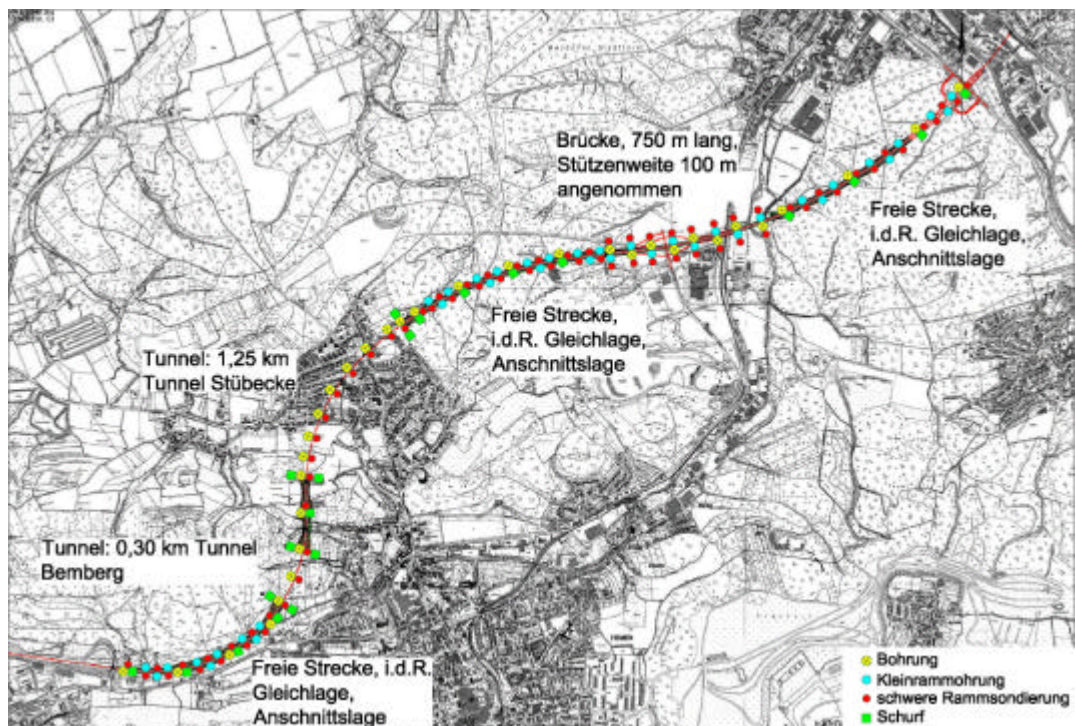 Brücke, 750 m lang,
Stützenweite 100 m
angenommen
Freie Strecke,
i.d.R. Gleichlage,
Anschnittslage
Freie Strecke,
i.d.R. Gleichlage,
Anschnittslage
Tunnel: 1,25 km
Tunnel Stübecke
Tunnel: 0,30 km Tunnel
Bemberg
Freie Strecke, i.d.R.
Gleichlage,
Anschnittslage
Bohrung
Kleinrammohrung
schwere Rammsondierung
Schurf